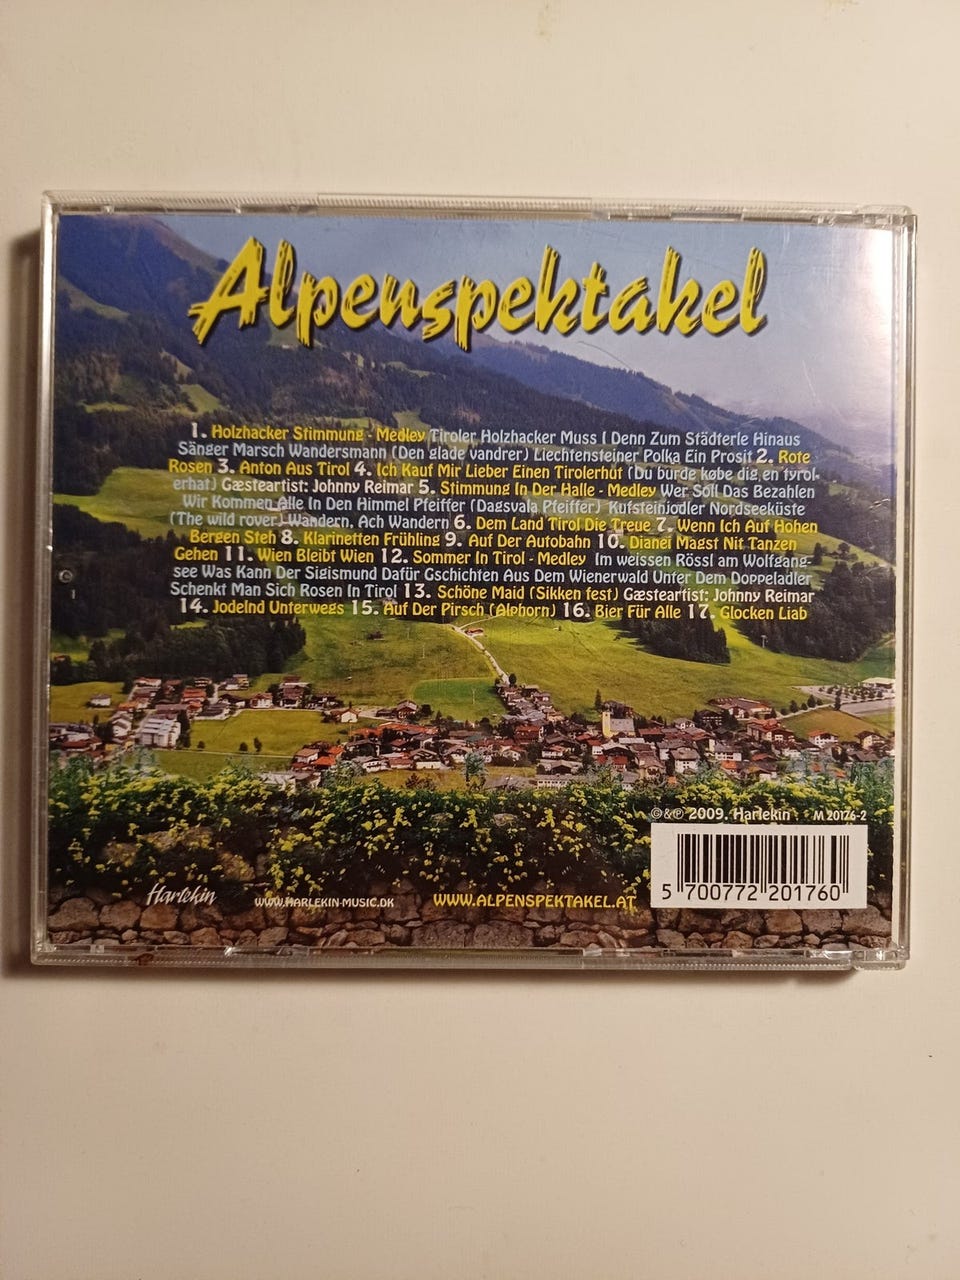 Alpenspektakel
1. Holzhacker Stimmung - Medley Tiroler Holzhacker Muss I Denn Zum Städterle Hinaus
Sänger Marsch Wandersmann (Den glade vandrer) Liechtensteiner Polka Ein Prosit 2. Rote
Rosen 3. Anton Aus Tirol 4. Ich Kauf Mir Lieber Einen Tirolerhut (Du burde købe dig en tyrol-
erhat) Gæsteartist: Johnny Reimar 5. Stimmung In Der Halle - Medley Wer Soll Das Bezahlen
Wir Kommen Alle In Den Himmel Pfeiffer (Dagsvala Pfeiffer) Kufsteinjodler Nordseeküste
(The wild rover) Wandern, Ach Wandern 6. Dem Land Tirol Die Treue 7. Wenn Ich Auf Hohen
Bergen Steh 8. Klarinetten Frühling 9. Auf Der Autobahn 10. Dianei Magst Nit Tanzen
Gehen 11. Wien Bleibt Wien 12. Sommer In Tirol - Medley Im weissen Rössl am Wolfgang-
see Was Kann Der Sigismund Dafür Gschichten Aus Dem Wienerwald Unter Dem Doppeladler
Schenkt Man Sich Rosen In Tirol 13. Schöne Maid (Sikken fest) Gæsteartist: Johnny Reimar
14. Jodelnd Unterwegs 15. Auf Der Pirsch (Alphorn) 16. Bier Für Alle 17. Glocken Liab
©&℗ 2009. Harlekin M 20176-2
5 700772 201760
Harlekin WWW.HARLEKIN-MUSIC.DK WWW.ALPENSPEKTAKEL.AT